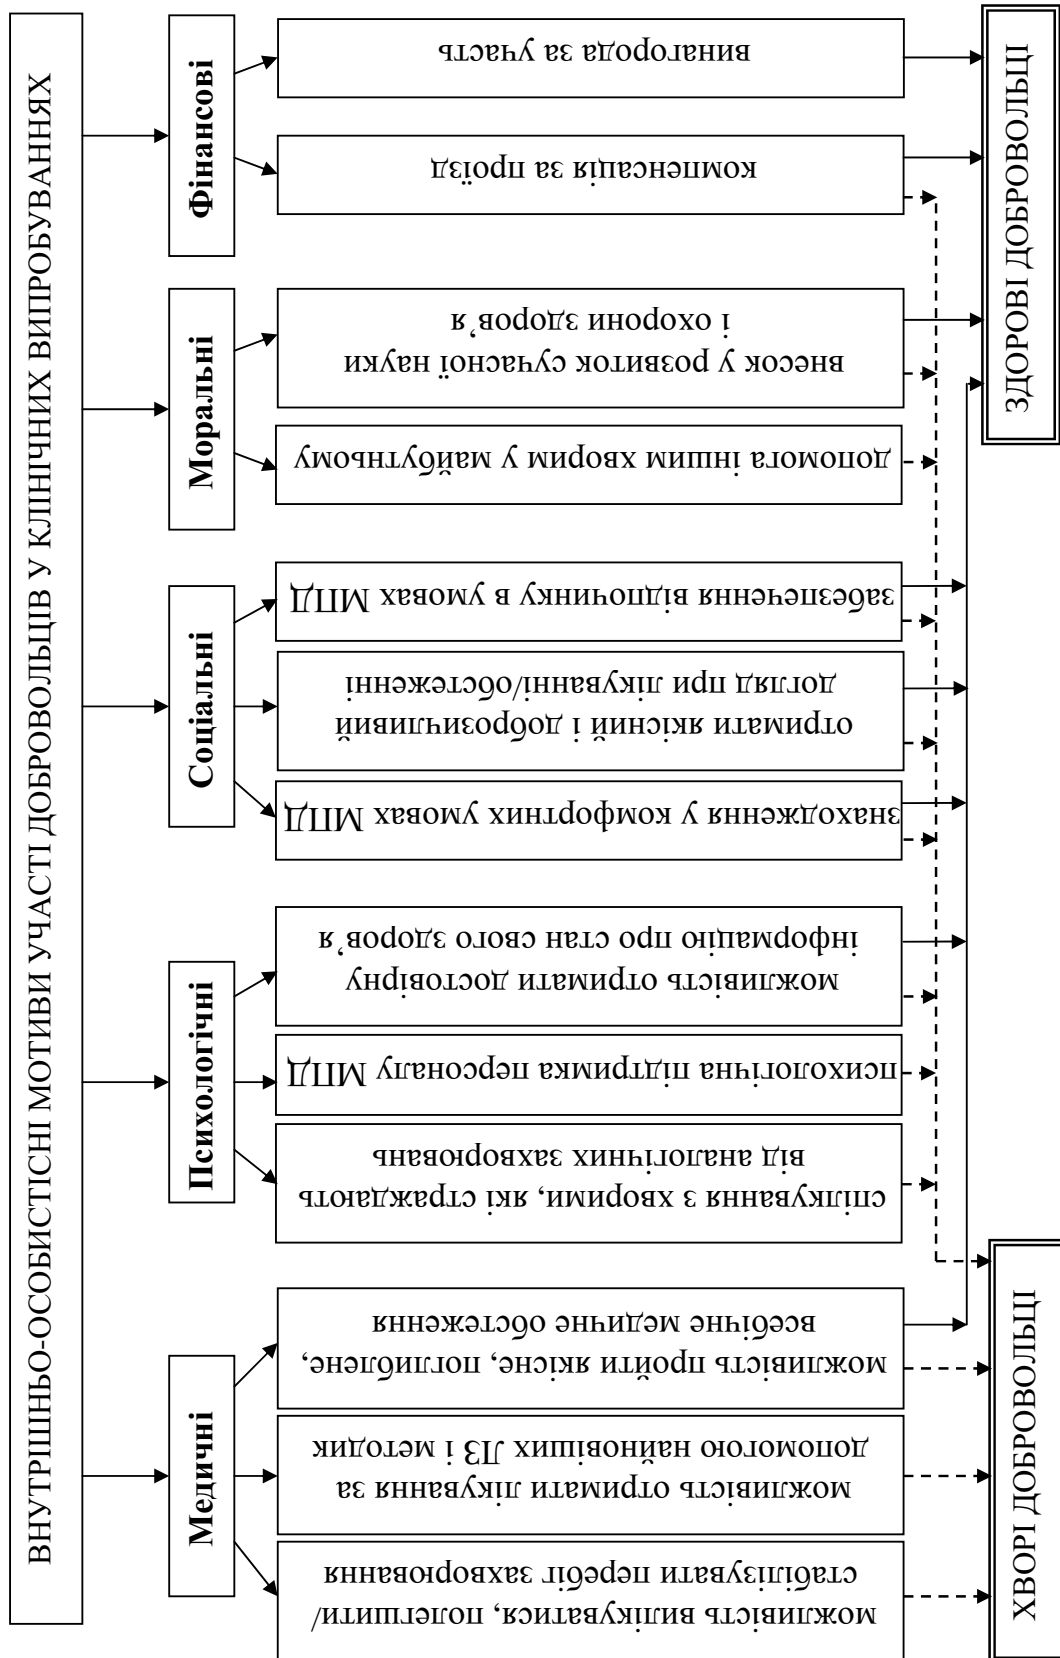 ВНУТРІШНЬО-ОСОБИСТІСНІ МОТИВИ УЧАСТІ ДОБРОВОЛЬЦІВ У КЛІНІЧНИХ ВИПРОБУВАННЯХ
Медичні
можливість вилікуватися, полегшити/
стабілізувати перебіг захворювання
можливість отримати лікування за
допомогою найновіших ЛЗ і методик
можливість пройти якісне, поглиблене,
всебічне медичне обстеження
Психологічні
спілкування з хворими, які страждають
від аналогічних захворювань
психологічна підтримка персоналу МПД
можливість отримати достовірну
інформацію про стан свого здоров’я
Соціальні
знаходження у комфортних умовах МПД
отримати якісний і доброзичливий
догляд при лікуванні/обстеженні
забезпечення відпочинку в умовах МПД
Моральні
допомога іншим хворим у майбутньому
внесок у розвиток сучасної науки
і охорони здоров’я
Фінансові
компенсація за проїзд
винагорода за участь
ХВОРІ ДОБРОВОЛЬЦІ
ЗДОРОВІ ДОБРОВОЛЬЦІ